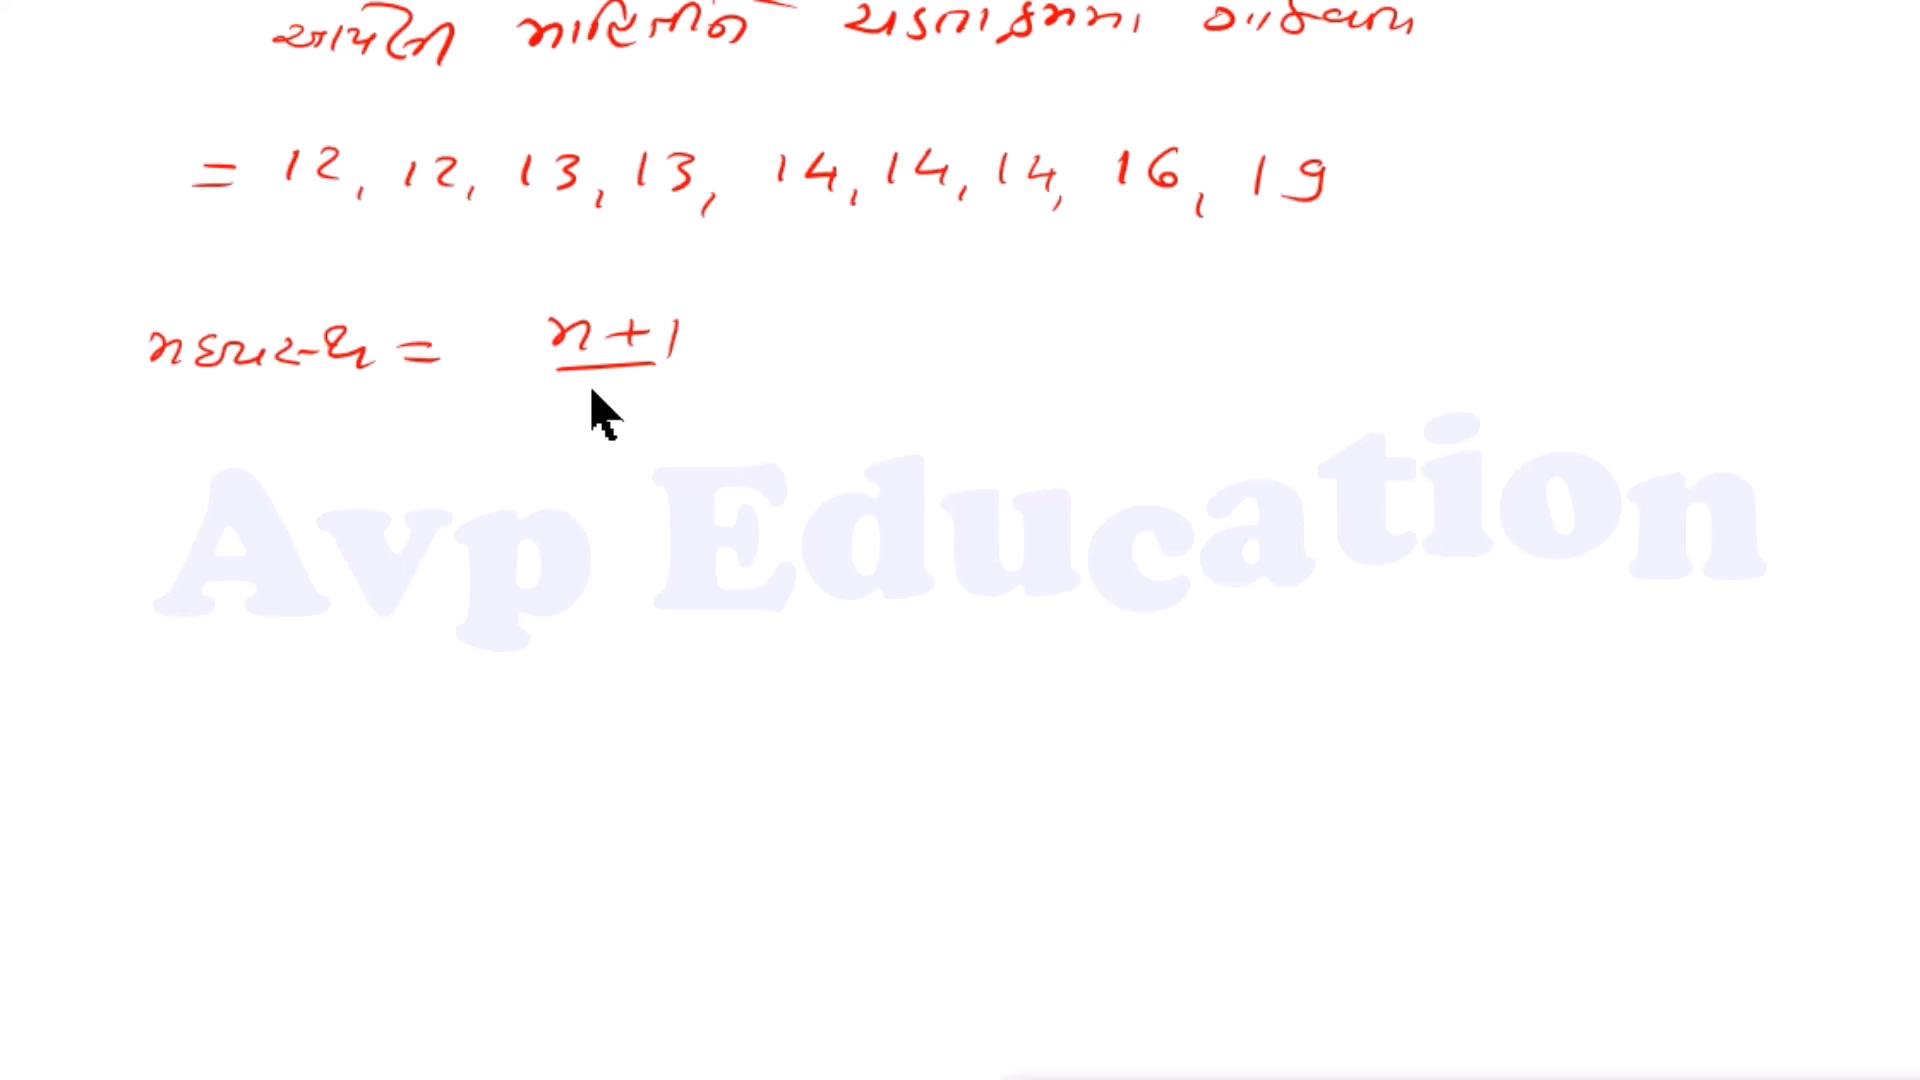 આપેલી માહિતીને ચડતાક્રમમાં ગોઠવતા
= 12, 12, 13, 13, 14, 14, 14, 16, 19
મધ્યસ્થ = n+1
Avp Education